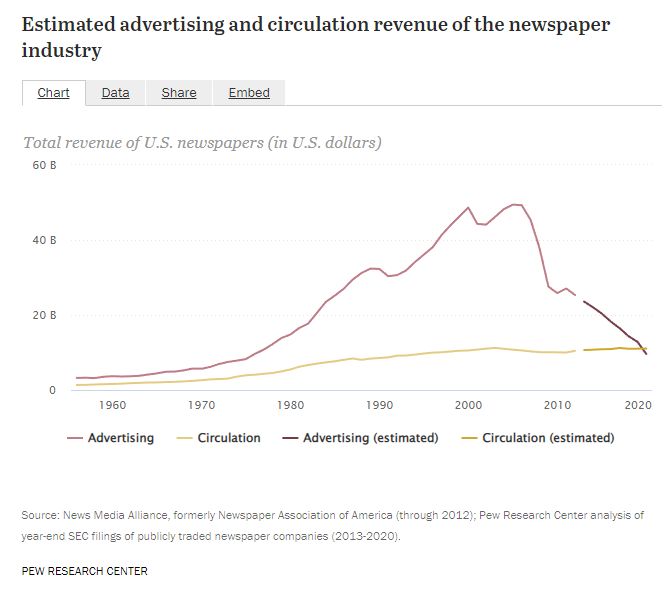 Estimated advertising and circulation revenue of the newspaper
industry
Chart Data Share Embed
Total revenue of U.S. newspapers (in U.S. dollars)
60 B
40 B
20 B
0
1960 1970 1980 1990 2000 2010 2020
Advertising Circulation Advertising (estimated) Circulation (estimated)
Source: News Media Alliance, formerly Newspaper Association of America (through 2012); Pew Research Center analysis of
year-end SEC filings of publicly traded newspaper companies (2013-2020).
PEW RESEARCH CENTER